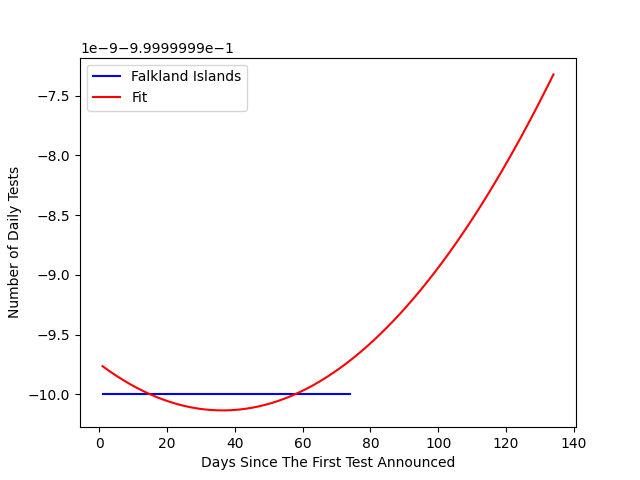 1e−9−9.9999999e−1
Falkland Islands
Fit
−7.5
−8.0
−8.5
−9.0
−9.5
−10.0
Number of Daily Tests
0 20 40 60 80 100 120 140
Days Since The First Test Announced